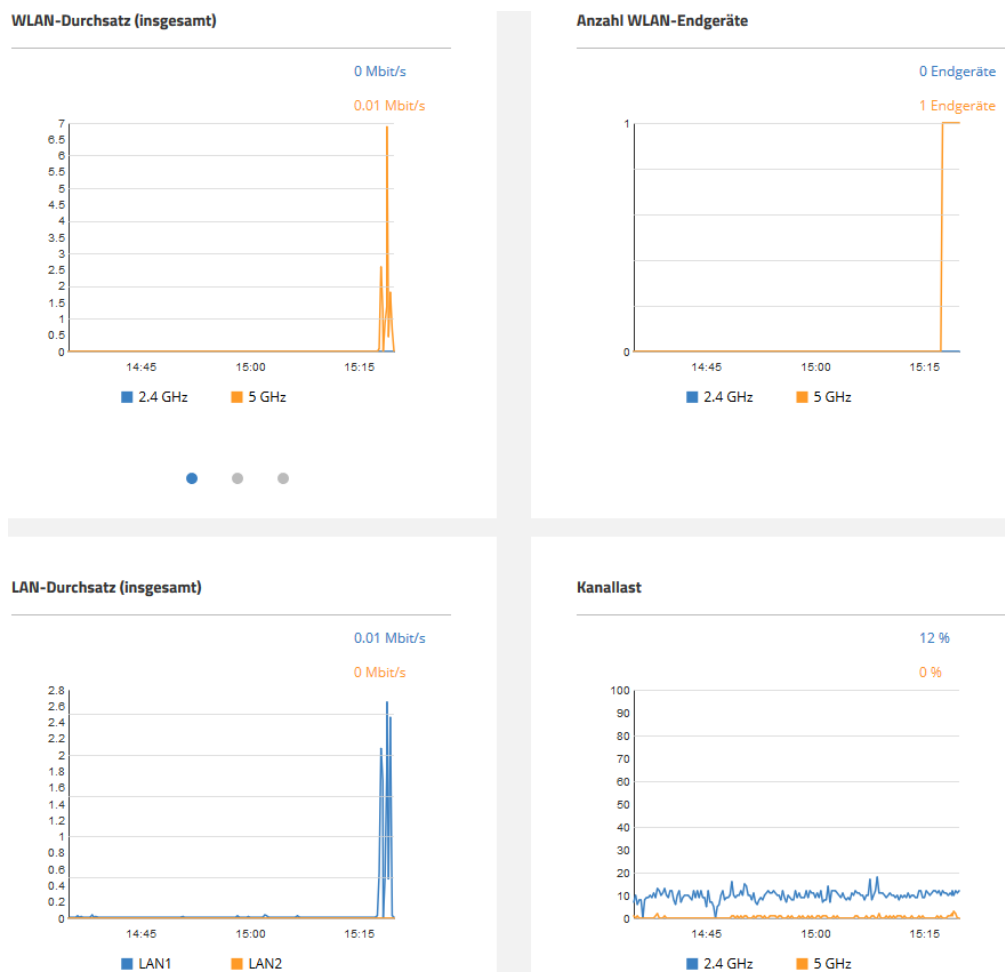 WLAN-Durchsatz (insgesamt)
0 Mbit/s
0.01 Mbit/s
7
6.5
6
5.5
5
4.5
4
3.5
3
2.5
2
1.5
1
0.5
0
14:45 15:00 15:15
2.4 GHz 5 GHz
Anzahl WLAN-Endgeräte
0 Endgeräte
1 Endgeräte
1
0
14:45 15:00 15:15
2.4 GHz 5 GHz
LAN-Durchsatz (insgesamt)
0.01 Mbit/s
0 Mbit/s
2.8
2.6
2.4
2.2
2
1.8
1.6
1.4
1.2
1
0.8
0.6
0.4
0.2
0
14:45 15:00 15:15
LAN1 LAN2
Kanallast
12 %
0 %
100
90
80
70
60
50
40
30
20
10
0
14:45 15:00 15:15
2.4 GHz 5 GHz